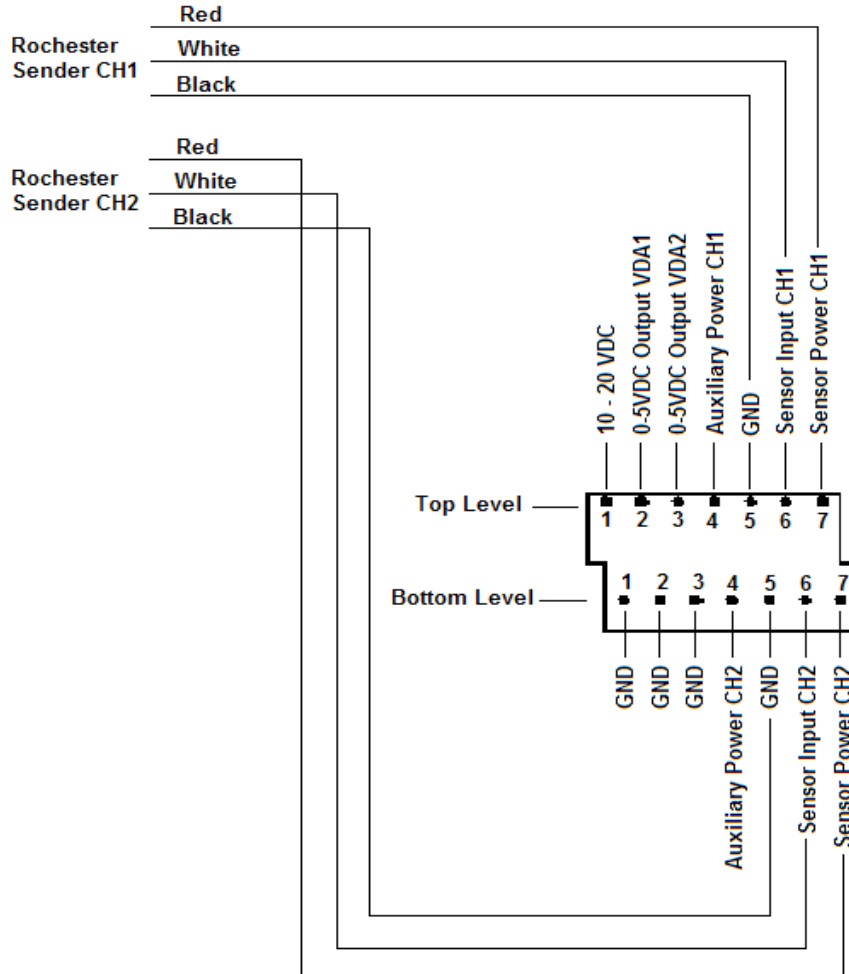 Red
Rochester
Sender CH1
White
Black
Red
Rochester
Sender CH2
White
Black
10 - 20 VDC
0-5VDC Output VDA1
0-5VDC Output VDA2
Auxiliary Power CH1
GND
Sensor Input CH1
Sensor Power CH1
Top Level
1 2 3 4 5 6 7
Bottom Level
1 2 3 4 5 6 7
GND
GND
GND
Auxiliary Power CH2
GND
Sensor Input CH2
Sensor Power CH2